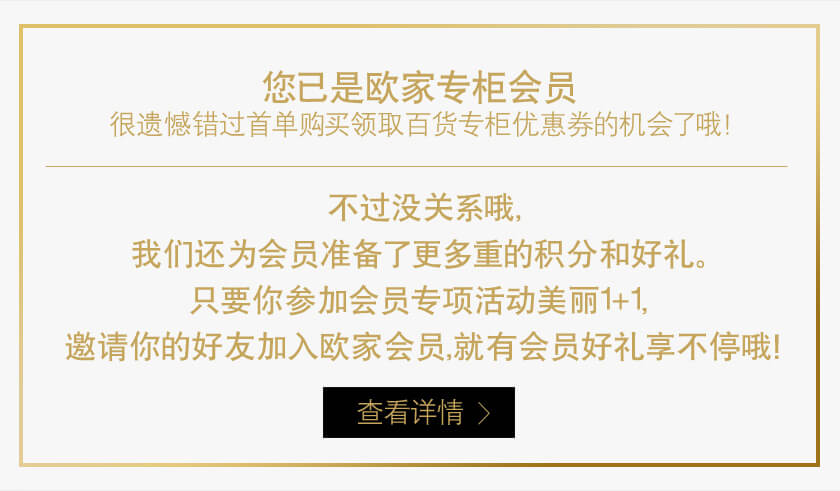 您已是欧家专柜会员
很遗憾错过首单购买领取百货专柜优惠券的机会了哦!
不过没关系哦,
我们还为会员准备了更多重的积分和好礼。
只要你参加会员专项活动美丽1+1,
邀请你的好友加入欧家会员,就有会员好礼享不停哦!
查看详情 >